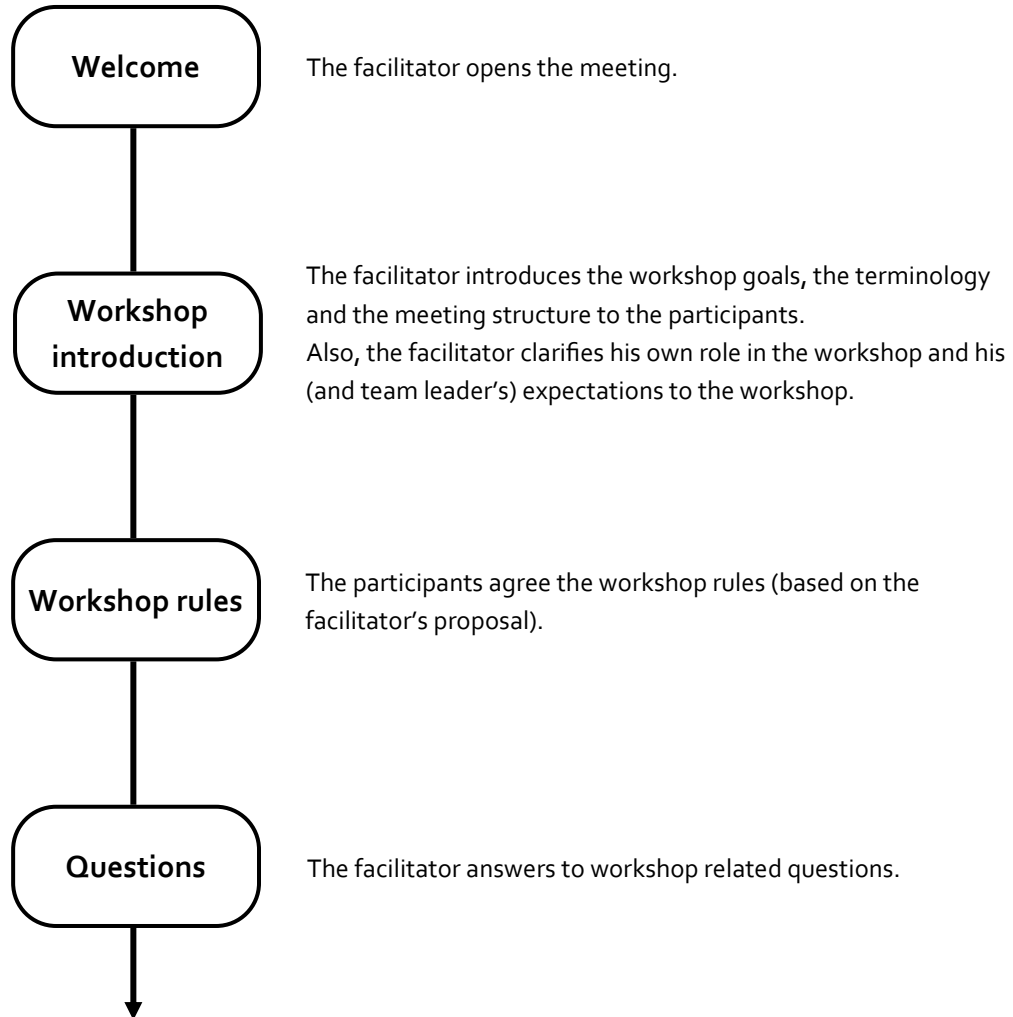 Welcome
The facilitator opens the meeting.
Workshop
introduction
The facilitator introduces the workshop goals, the terminology
and the meeting structure to the participants.
Also, the facilitator clarifies his own role in the workshop and his
(and team leader’s) expectations to the workshop.
Workshop rules
The participants agree the workshop rules (based on the
facilitator’s proposal).
Questions
The facilitator answers to workshop related questions.